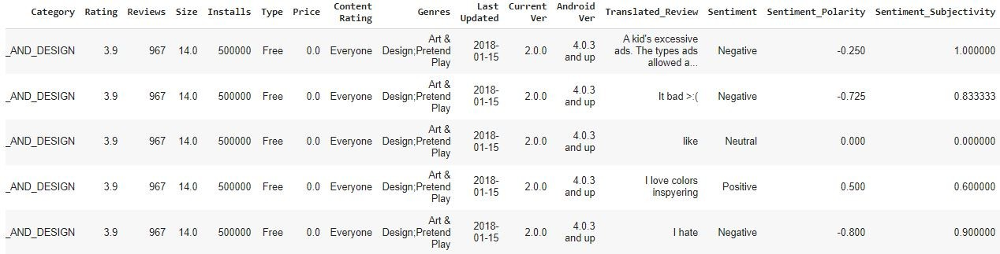 Category Rating Reviews Size Installs Type Price Content Rating Genres Last Updated Current Ver Android Ver Translated_Review Sentiment Sentiment_Polarity Sentiment_Subjectivity
_AND_DESIGN 3.9 967 14.0 500000 Free 0.0 Everyone Art & Design;Pretend Play 2018-01-15 2.0.0 4.0.3 and up A kid's excessive ads. The types ads allowed a... Negative -0.250 1.000000
_AND_DESIGN 3.9 967 14.0 500000 Free 0.0 Everyone Art & Design;Pretend Play 2018-01-15 2.0.0 4.0.3 and up It bad >:( Negative -0.725 0.833333
_AND_DESIGN 3.9 967 14.0 500000 Free 0.0 Everyone Art & Design;Pretend Play 2018-01-15 2.0.0 4.0.3 and up like Neutral 0.000 0.000000
_AND_DESIGN 3.9 967 14.0 500000 Free 0.0 Everyone Art & Design;Pretend Play 2018-01-15 2.0.0 4.0.3 and up I love colors inspyering Positive 0.500 0.600000
_AND_DESIGN 3.9 967 14.0 500000 Free 0.0 Everyone Art & Design;Pretend Play 2018-01-15 2.0.0 4.0.3 and up I hate Negative -0.800 0.900000